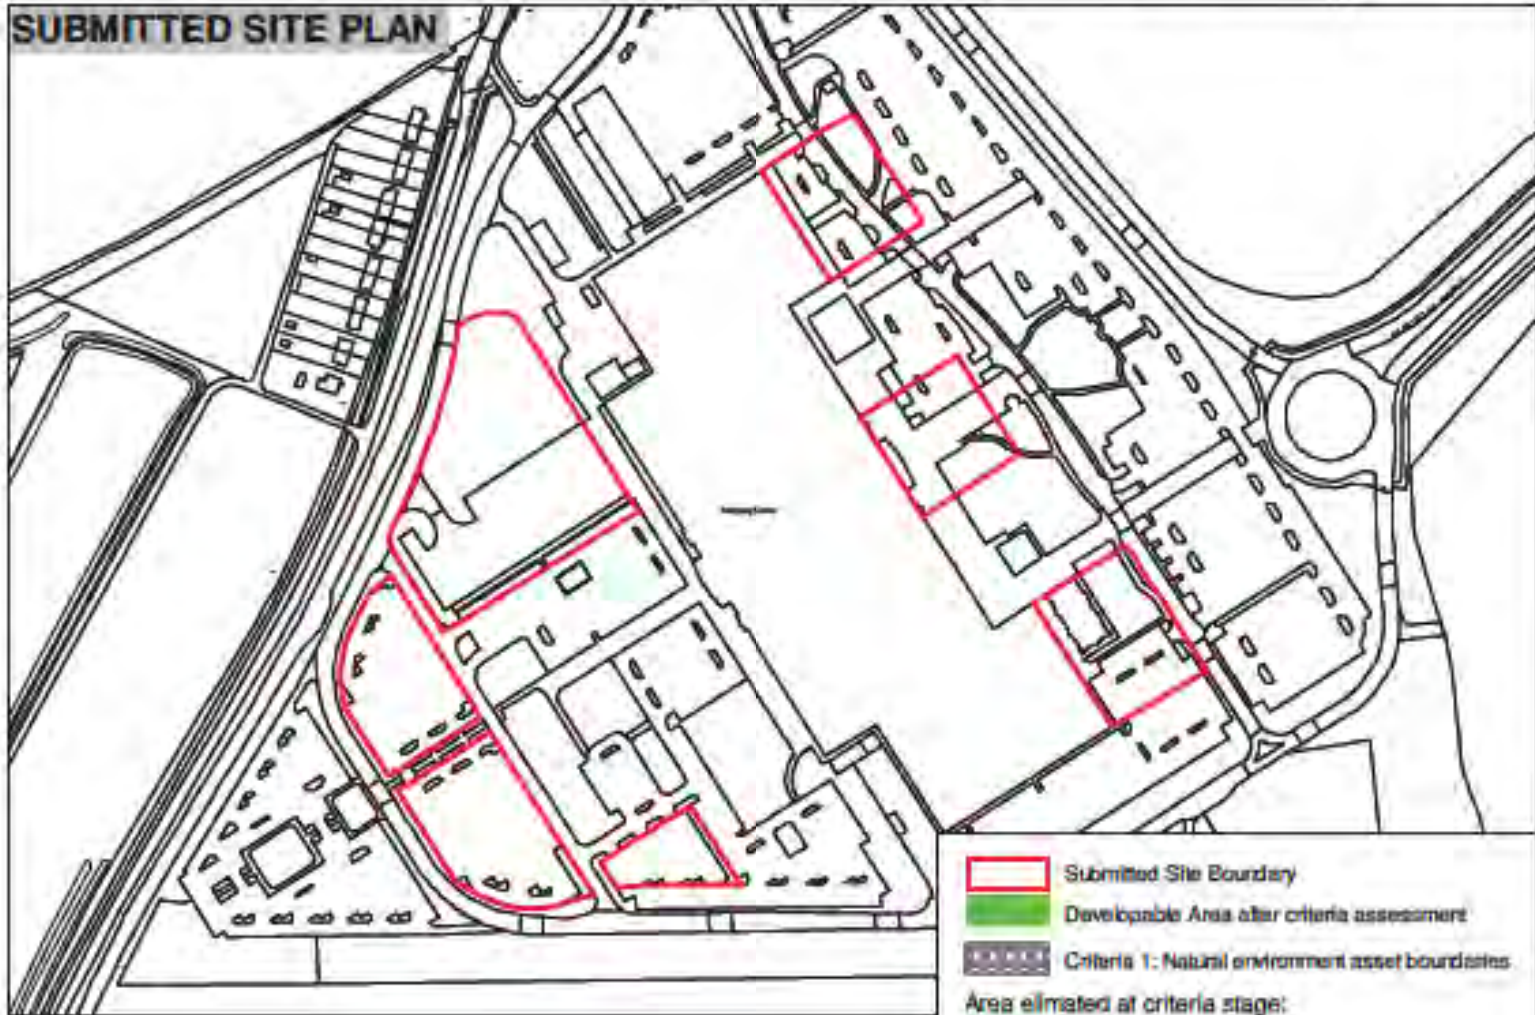 SUBMITTED SITE PLAN
Submitted Site Boundary
Developable Area after criteria assessment
Criteria 1: Natural environment asset boundaries
Area elimated at criteria stage: